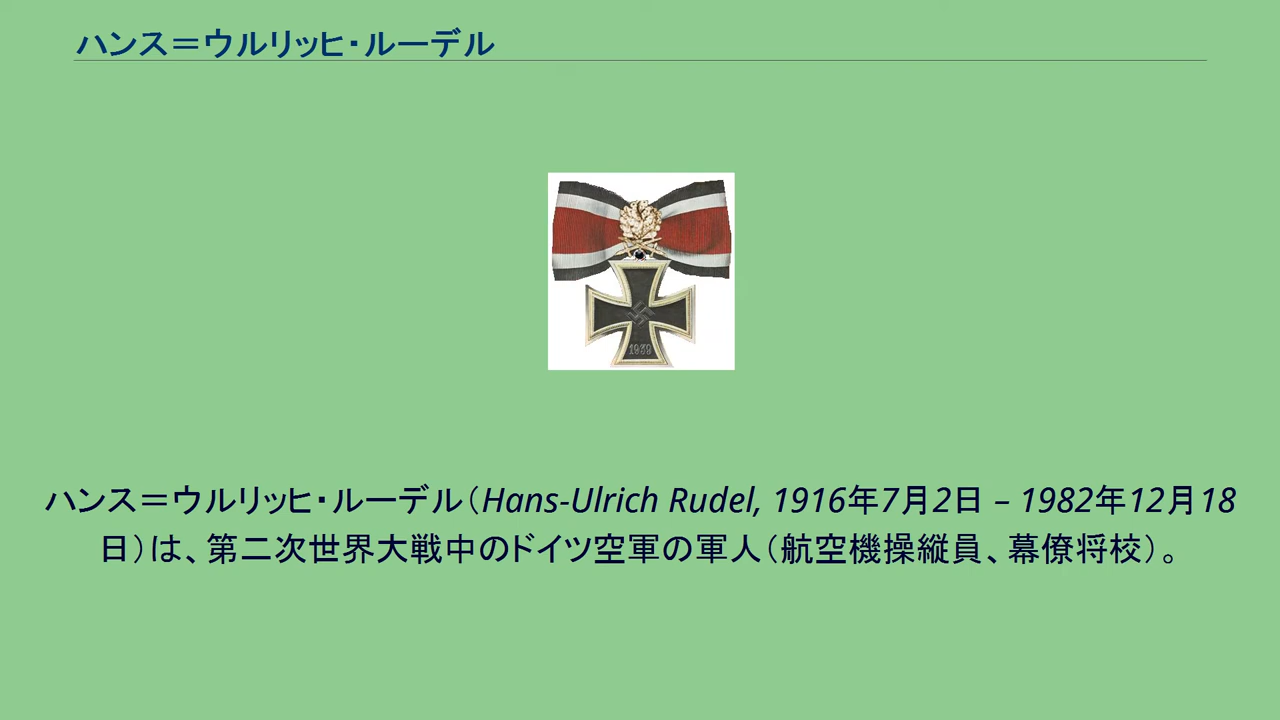 ハンス＝ウルリッヒ・ルーデル
1939
ハンス＝ウルリッヒ・ルーデル（Hans-Ulrich Rudel, 1916年7月2日 – 1982年12月18
日）は、第二次世界大戦中のドイツ空軍の軍人（航空機操縦員、幕僚将校）。